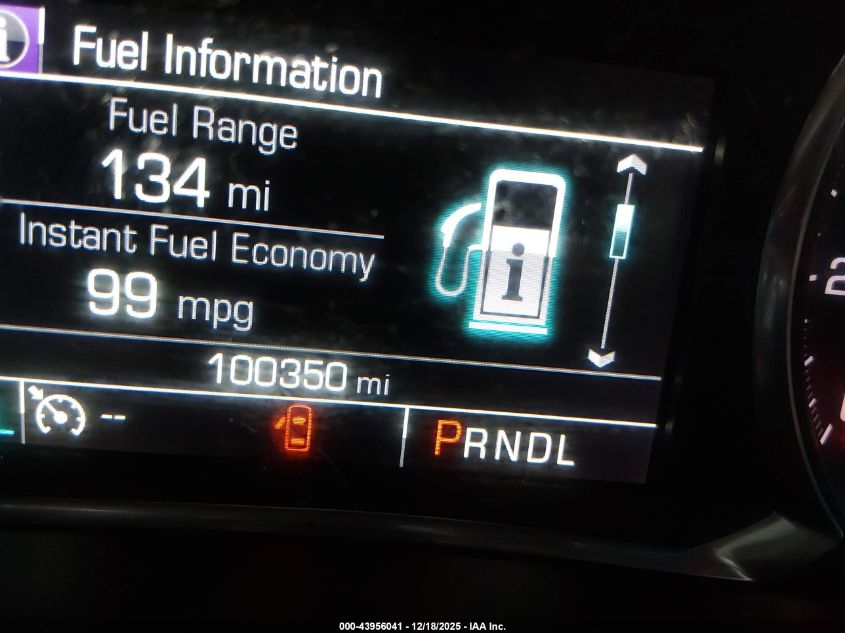 i
Fuel Information
Fuel Range
134 mi
Instant Fuel Economy
99 mpg
i
100350 mi
--
PRNDL
2
000-43956041 - 12/18/2025 - IAA Inc.